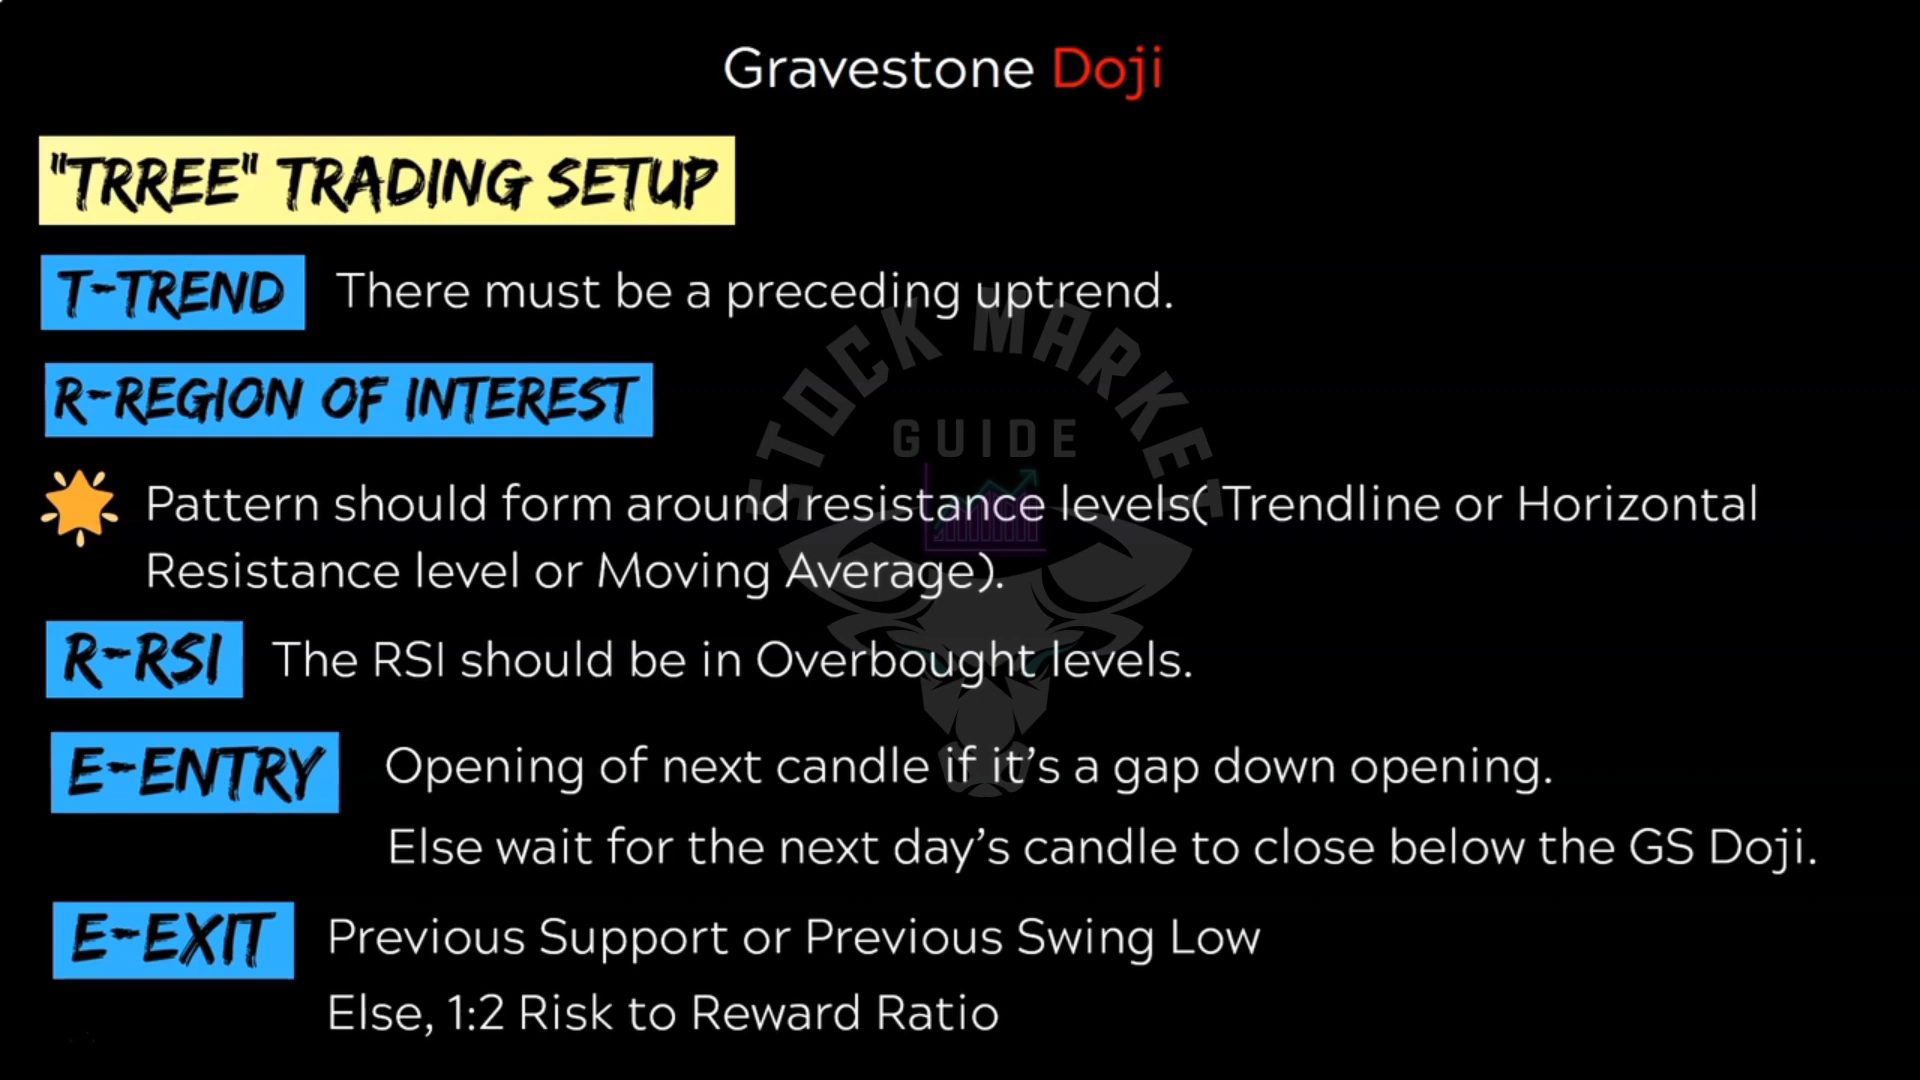 Gravestone Doji
"TRREE" TRADING SETUP
T-TREND There must be a preceding uptrend.
R-REGION OF INTEREST
Pattern should form around resistance levels( Trendline or Horizontal
Resistance level or Moving Average).
R-RSI The RSI should be in Overbought levels.
E-ENTRY Opening of next candle if it's a gap down opening.
Else wait for the next day's candle to close below the GS Doji.
E-EXIT Previous Support or Previous Swing Low
Else, 1:2 Risk to Reward Ratio
STOCK MARKET
GUIDE